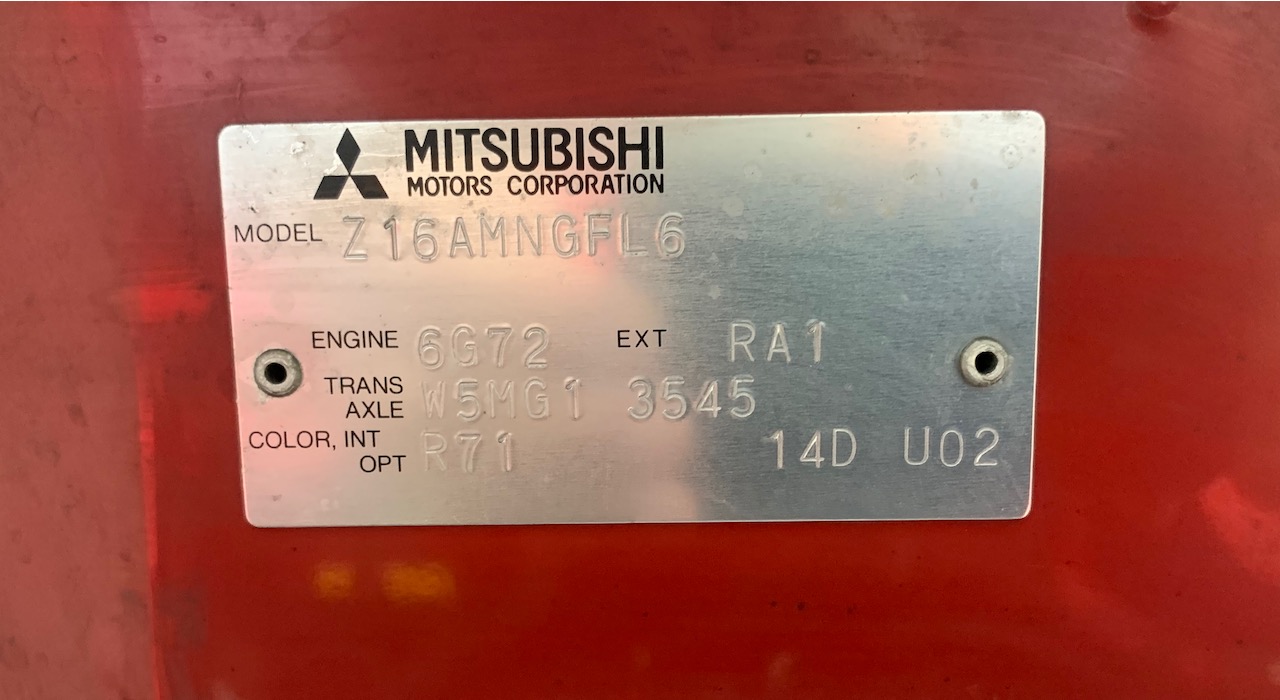 MITSUBISHI
MOTORS CORPORATION
MODEL Z16AMNGFL6
ENGINE 6G72 EXT RA1
TRANS
AXLE W5MG1 3545
COLOR, INT
OPT R71 14D U02